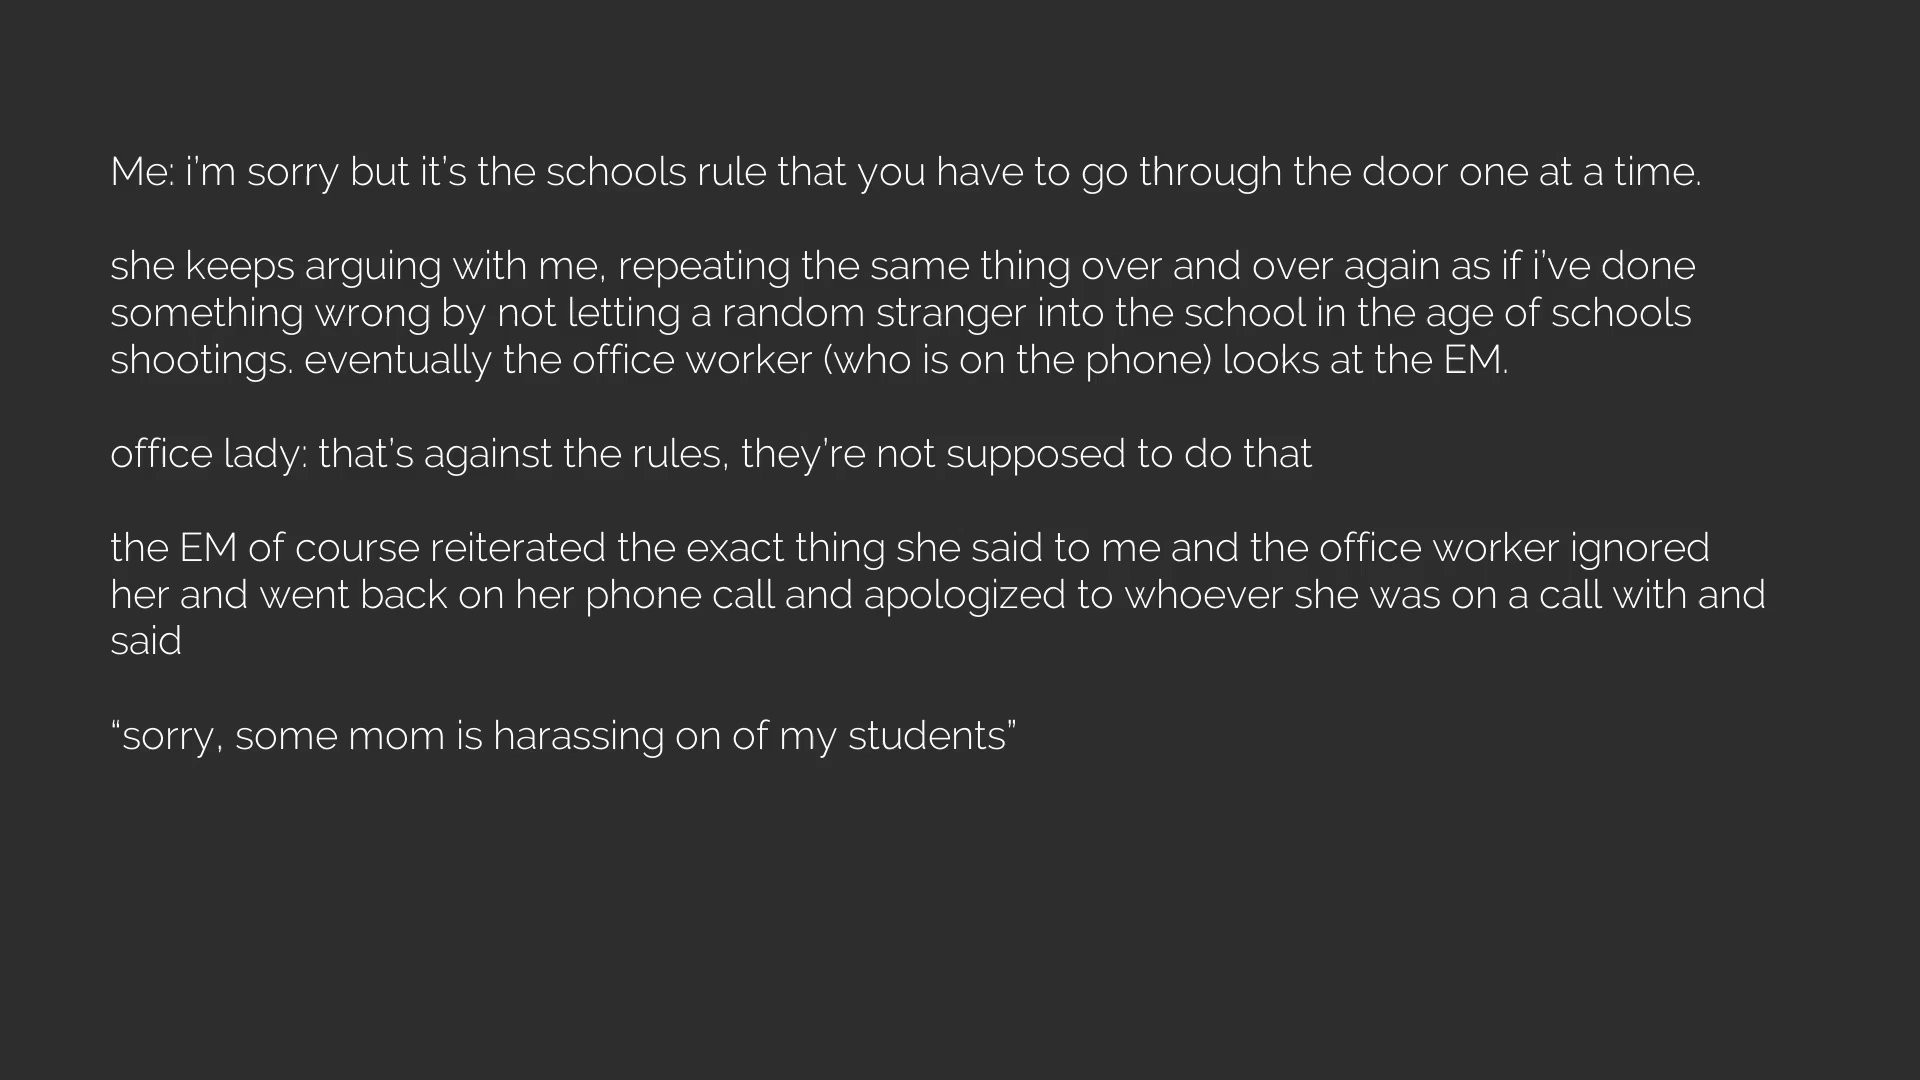 Me: i'm sorry but it's the schools rule that you have to go through the door one at a time.
she keeps arguing with me, repeating the same thing over and over again as if i've done
something wrong by not letting a random stranger into the school in the age of schools
shootings. eventually the office worker (who is on the phone) looks at the EM.
office lady: that's against the rules, they're not supposed to do that
the EM of course reiterated the exact thing she said to me and the office worker ignored
her and went back on her phone call and apologized to whoever she was on a call with and
said
“sorry, some mom is harassing on of my students”